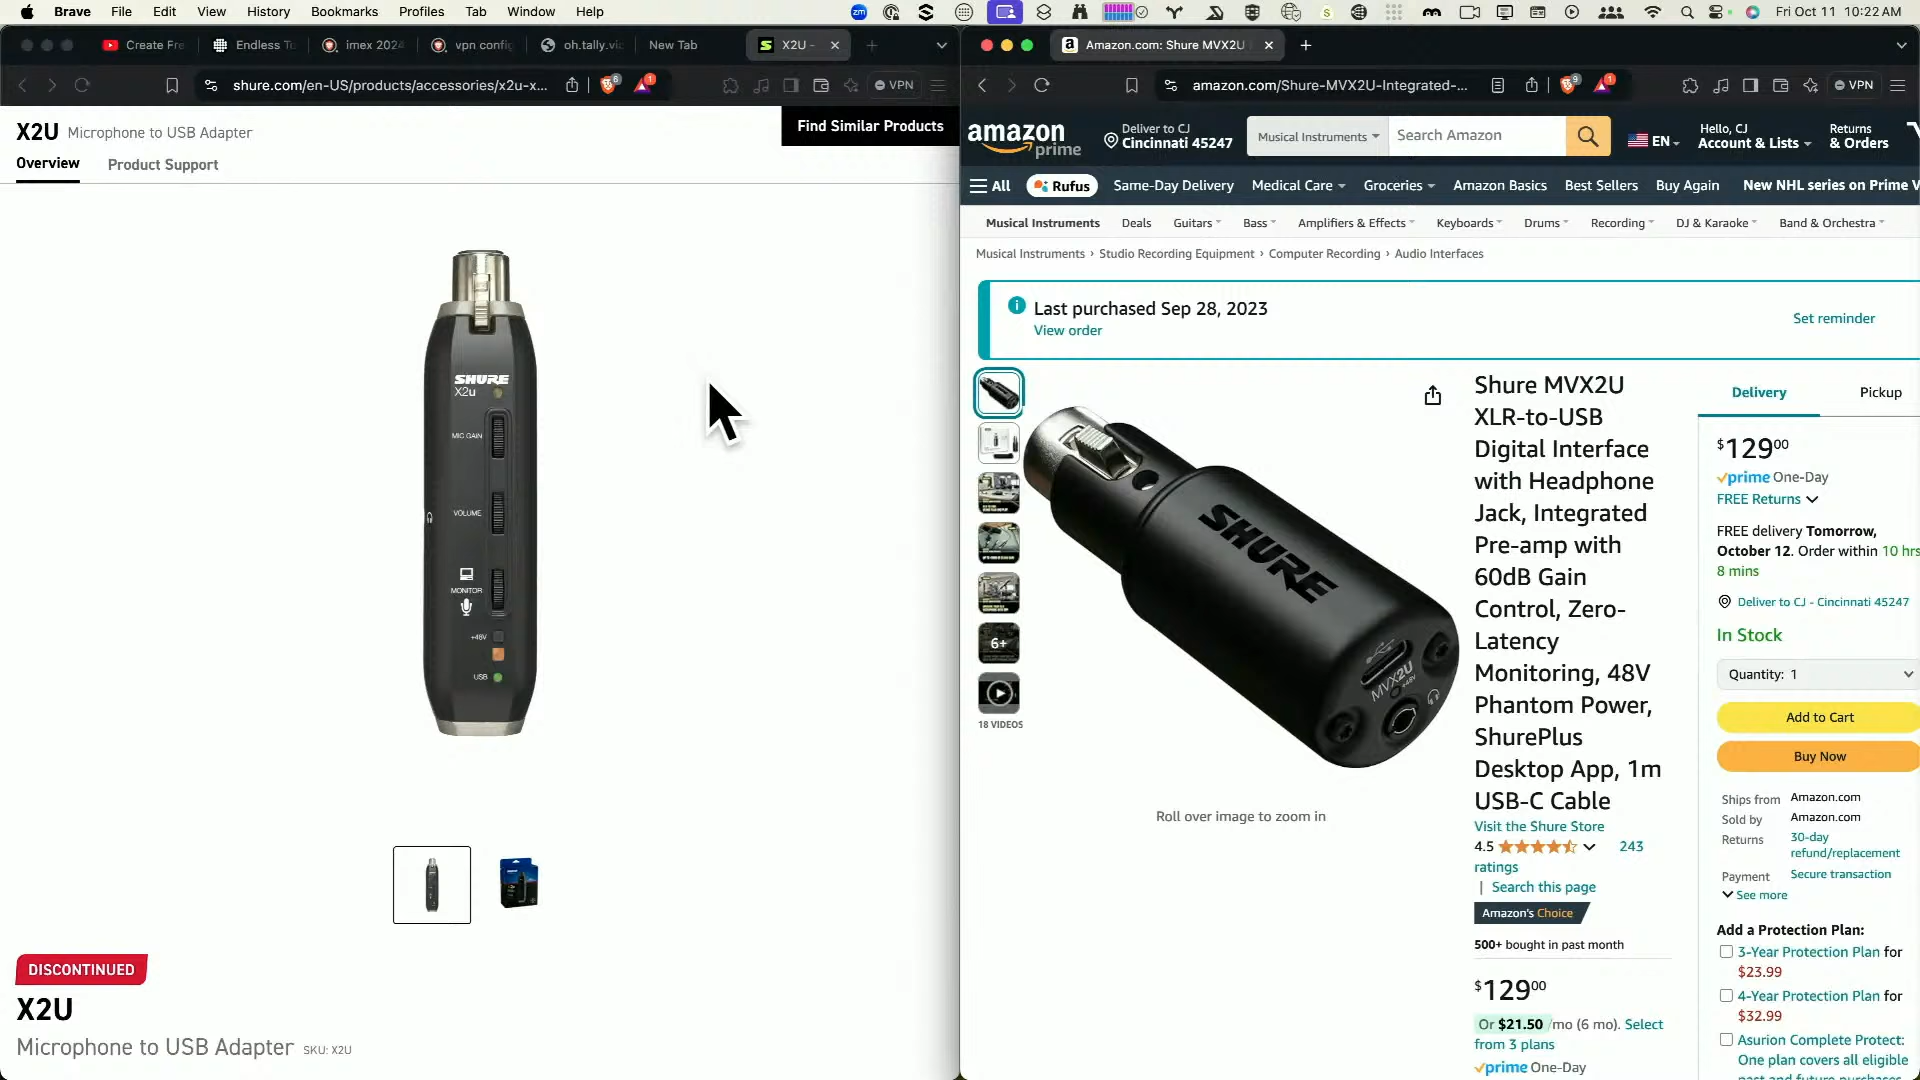 Brave File Edit View History Bookmarks Profiles Tab Window Help
Fri Oct 11 10:22 AM
Create Fre
imex 2024
vpn config
oh.tally.vi
New Tab
X2U -
Amazon.com: Shure MVX2U
shure.com/en-US/products/accessories/x2u-x...
VPN
amazon.com/Shure-MVX2U-Integrated-...
VPN
X2U Microphone to USB Adapter
Find Similar Products
Overview Product Support
SHURE
X2u
MIC GAIN
VOLUME
MONITOR
+48V
USB
DISCONTINUED
X2U
Microphone to USB Adapter SKU: X2U
amazon
prime
Deliver to CJ
Cincinnati 45247
Musical Instruments
Search Amazon
EN
Hello, CJ
Account & Lists
Returns
& Orders
All Rufus Same-Day Delivery Medical Care Groceries Amazon Basics Best Sellers Buy Again New NHL series on Prime V
Musical Instruments Deals Guitars Bass Amplifiers & Effects Keyboards Drums Recording DJ & Karaoke Band & Orchestra
Musical Instruments › Studio Recording Equipment › Computer Recording › Audio Interfaces
Last purchased Sep 28, 2023
View order
Set reminder
6+
18 VIDEOS
SHURE
MVX2U
+48V
Roll over image to zoom in
Shure MVX2U
XLR-to-USB
Digital Interface
with Headphone
Jack, Integrated
Pre-amp with
60dB Gain
Control, Zero-
Latency
Monitoring, 48V
Phantom Power,
ShurePlus
Desktop App, 1m
USB-C Cable
Visit the Shure Store
4.5 243
ratings
| Search this page
Amazon's Choice
500+ bought in past month
$129 00
Or $21.50 /mo (6 mo). Select
from 3 plans
prime One-Day
Delivery Pickup
$129 00
prime One-Day
FREE Returns
FREE delivery Tomorrow,
October 12. Order within 10 hrs
8 mins
Deliver to CJ - Cincinnati 45247
In Stock
Quantity: 1
Add to Cart
Buy Now
Ships from Amazon.com
Sold by Amazon.com
Returns 30-day
refund/replacement
Payment Secure transaction
See more
Add a Protection Plan:
3-Year Protection Plan for
$23.99
4-Year Protection Plan for
$32.99
Asurion Complete Protect:
One plan covers all eligible